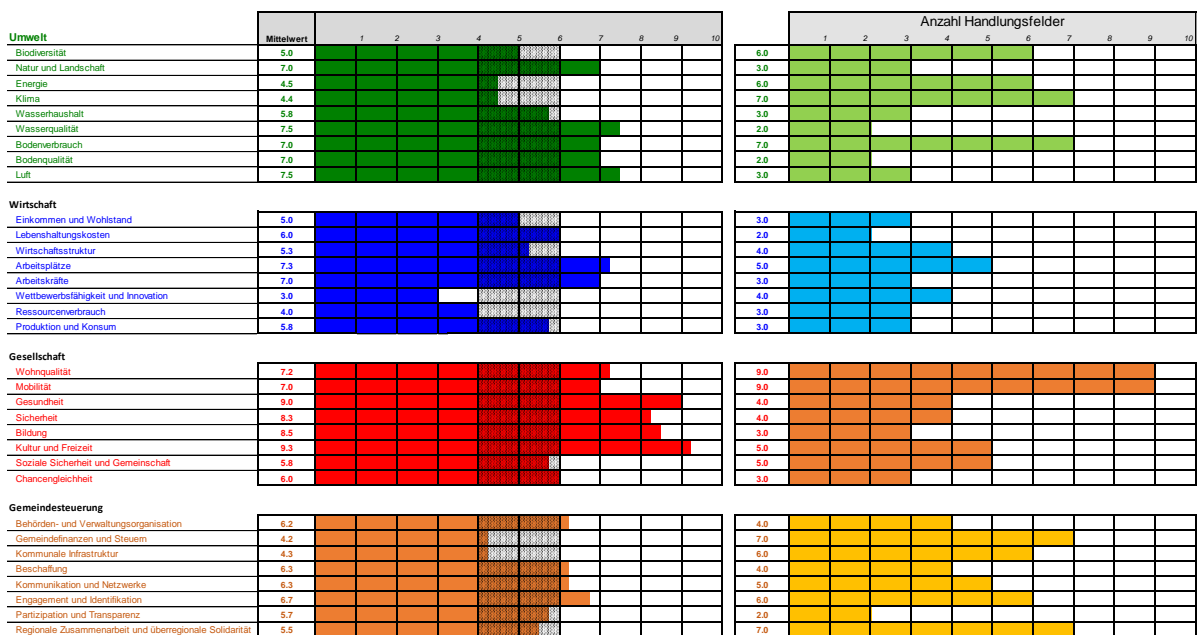 Anzahl Handlungsfelder
Umwelt Mittelwert 1 2 3 4 5 6 7 8 9 10 1 2 3 4 5 6 7 8 9 10
Biodiversität 5.0 6.0
Natur und Landschaft 7.0 3.0
Energie 4.5 6.0
Klima 4.4 7.0
Wasserhaushalt 5.8 3.0
Wasserqualität 7.5 2.0
Bodenverbrauch 7.0 7.0
Bodenqualität 7.0 2.0
Luft 7.5 3.0
Wirtschaft
Einkommen und Wohlstand 5.0 3.0
Lebenshaltungskosten 6.0 2.0
Wirtschaftsstruktur 5.3 4.0
Arbeitsplätze 7.3 5.0
Arbeitskräfte 7.0 3.0
Wettbewerbsfähigkeit und Innovation 3.0 4.0
Ressourcenverbrauch 4.0 3.0
Produktion und Konsum 5.8 3.0
Gesellschaft
Wohnqualität 7.2 9.0
Mobilität 7.0 9.0
Gesundheit 9.0 4.0
Sicherheit 8.3 4.0
Bildung 8.5 3.0
Kultur und Freizeit 9.3 5.0
Soziale Sicherheit und Gemeinschaft 5.8 5.0
Chancengleichheit 6.0 3.0
Gemeindesteuerung
Behörden- und Verwaltungsorganisation 6.2 4.0
Gemeindefinanzen und Steuern 4.2 7.0
Kommunale Infrastruktur 4.3 6.0
Beschaffung 6.3 4.0
Kommunikation und Netzwerke 6.3 5.0
Engagement und Identifikation 6.7 6.0
Partizipation und Transparenz 5.7 2.0
Regionale Zusammenarbeit und überregionale Solidarität 5.5 7.0